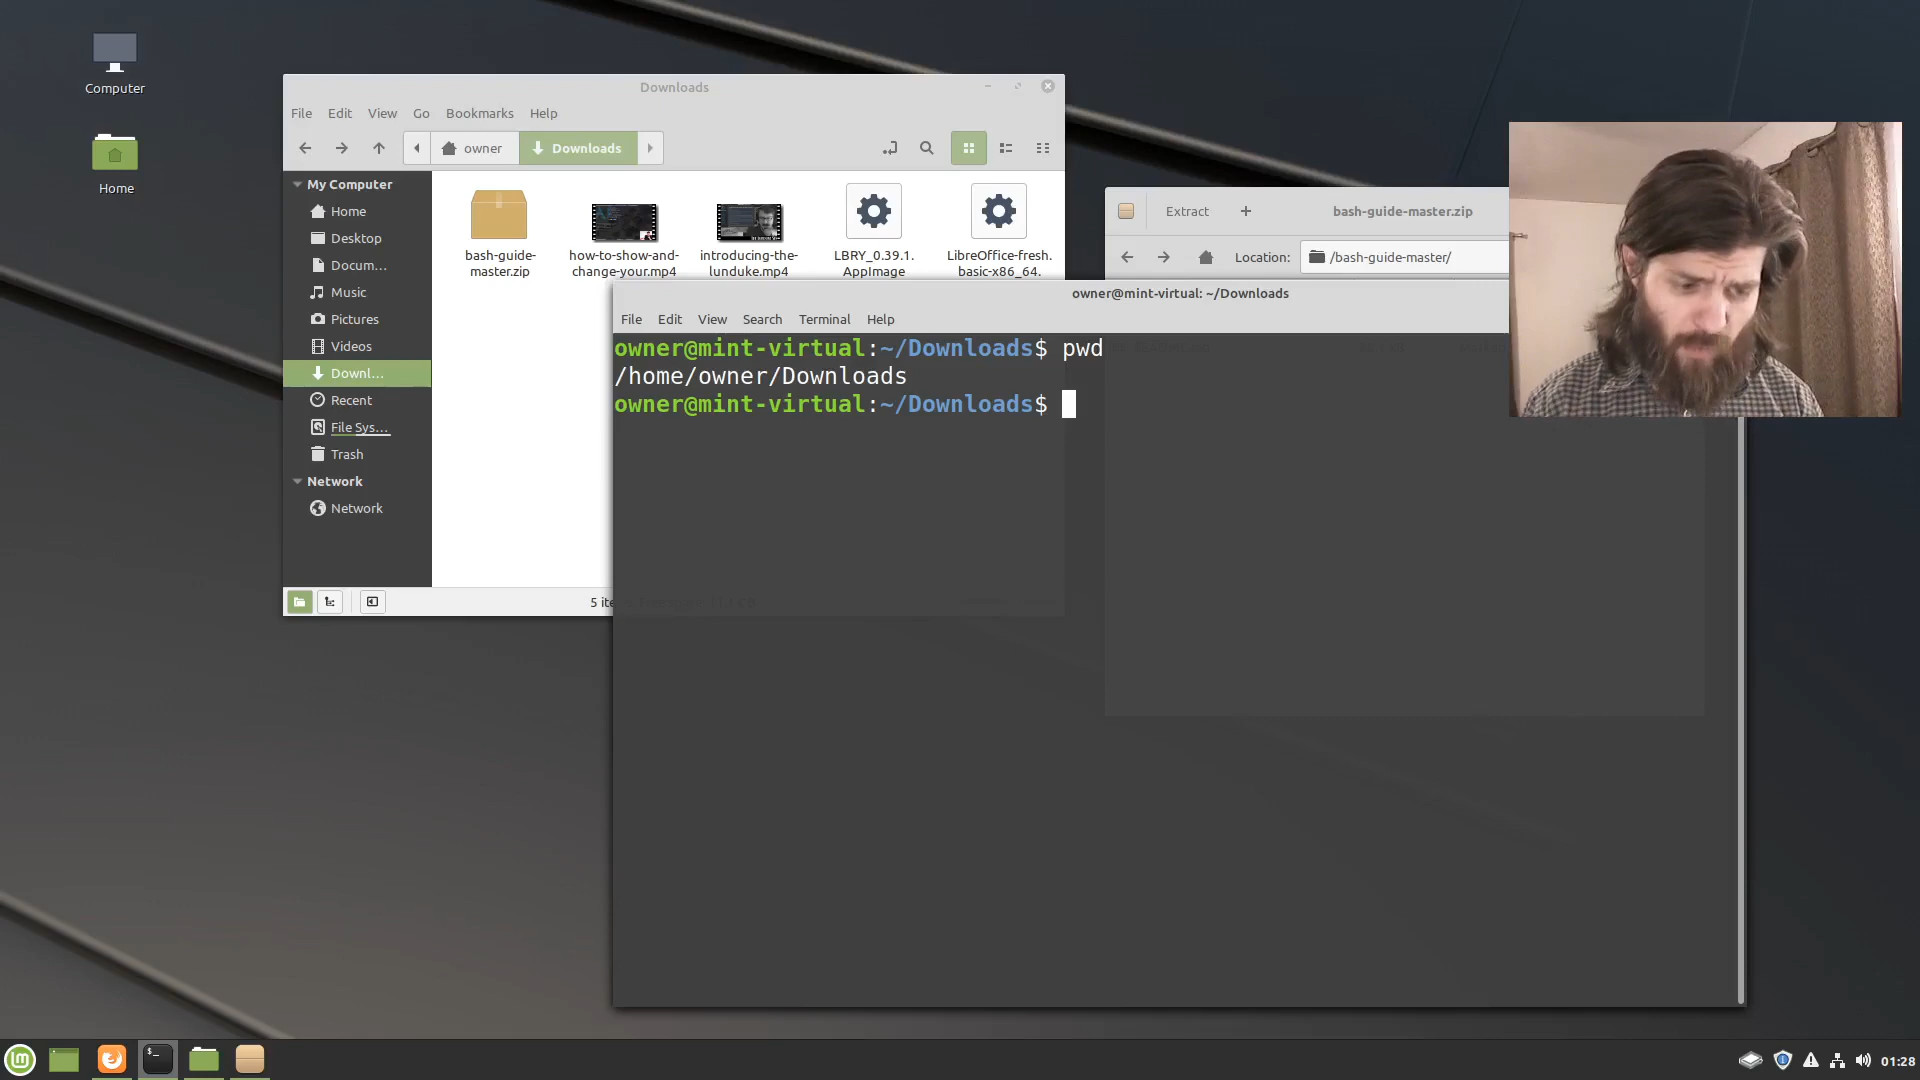 Computer
Home
Downloads
File Edit View Go Bookmarks Help
owner Downloads
My Computer
Home
Desktop
Docum...
Music
Pictures
Videos
Downl...
Recent
File Sys...
Trash
Network
Network
bash-guide-
master.zip
how-to-show-and-
change-your.mp4
introducing-the-
lunduke.mp4
LBRY_0.39.1.
AppImage
LibreOffice-fresh.
basic-x86_64.
5 ite
Extract + bash-guide-master.zip
Location: /bash-guide-master/
owner@mint-virtual: ~/Downloads
File Edit View Search Terminal Help
owner@mint-virtual:~/Downloads$ pwd
/home/owner/Downloads
owner@mint-virtual:~/Downloads$
01:28